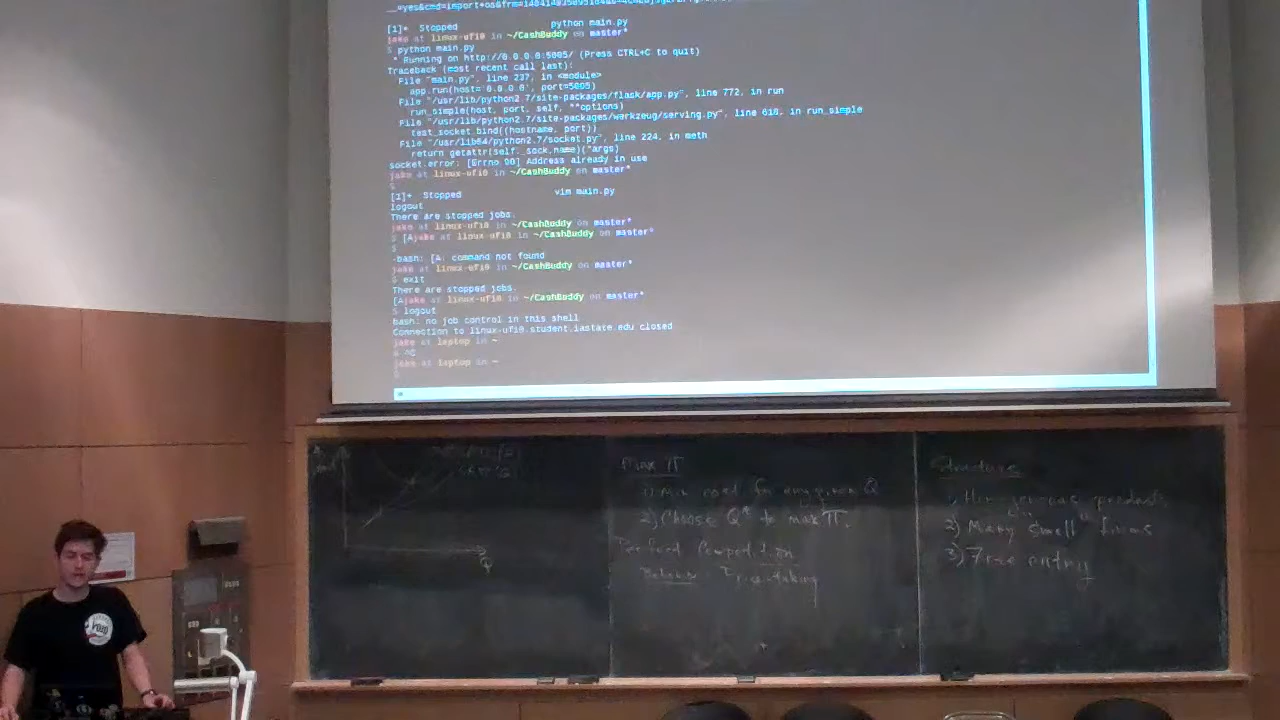 [1]+ Stopped python main.py
jake at linux-ufi0 in ~/CashBuddy on master*
$ python main.py
* Running on http://0.0.0.0:5005/ (Press CTRL+C to quit)
Traceback (most recent call last):
File "main.py", line 237, in <module>
app.run(host='0.0.0.0', port=5005)
File "/usr/lib/python2.7/site-packages/flask/app.py", line 772, in run
run_simple(host, port, self, **options)
File "/usr/lib/python2.7/site-packages/werkzeug/serving.py", line 618, in run_simple
test_socket.bind((hostname, port))
File "/usr/lib64/python2.7/socket.py", line 224, in meth
return getattr(self._sock,name)(*args)
socket.error: [Errno 98] Address already in use
jake at linux-ufi0 in ~/CashBuddy on master*
$
[1]+ Stopped vim main.py
logout
There are stopped jobs.
jake at linux-ufi0 in ~/CashBuddy on master*
$ [Ajake at linux-ufi0 in ~/CashBuddy on master*
$
-bash: [A: command not found
jake at linux-ufi0 in ~/CashBuddy on master*
$ exit
There are stopped jobs.
[Ajake at linux-ufi0 in ~/CashBuddy on master*
$ logout
bash: no job control in this shell
Connection to linux-ufi0.student.iastate.edu closed
jake at laptop in ~
$ ^C
jake at laptop in ~
$
Q
Max π
1) Min cost for any given Q
2) Choose Q* to max π.
Perfect Competition
Behavior Price-taking
Structure
1) products
2) Many "small" firms
3) Free entry